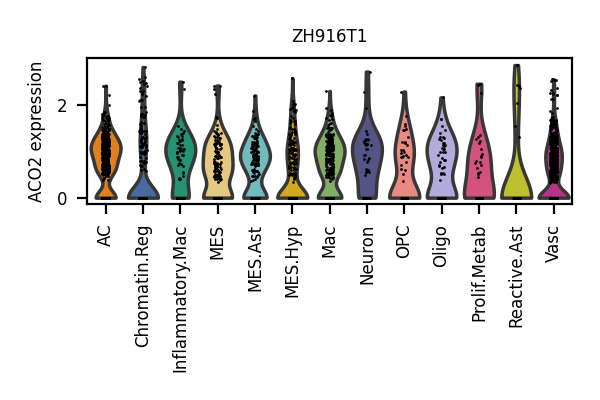 ZH916T1
ACO2 expression
2
0
AC
Chromatin.Reg
Inflammatory.Mac
MES
MES.Ast
MES.Hyp
Mac
Neuron
OPC
Oligo
Prolif.Metab
Reactive.Ast
Vasc